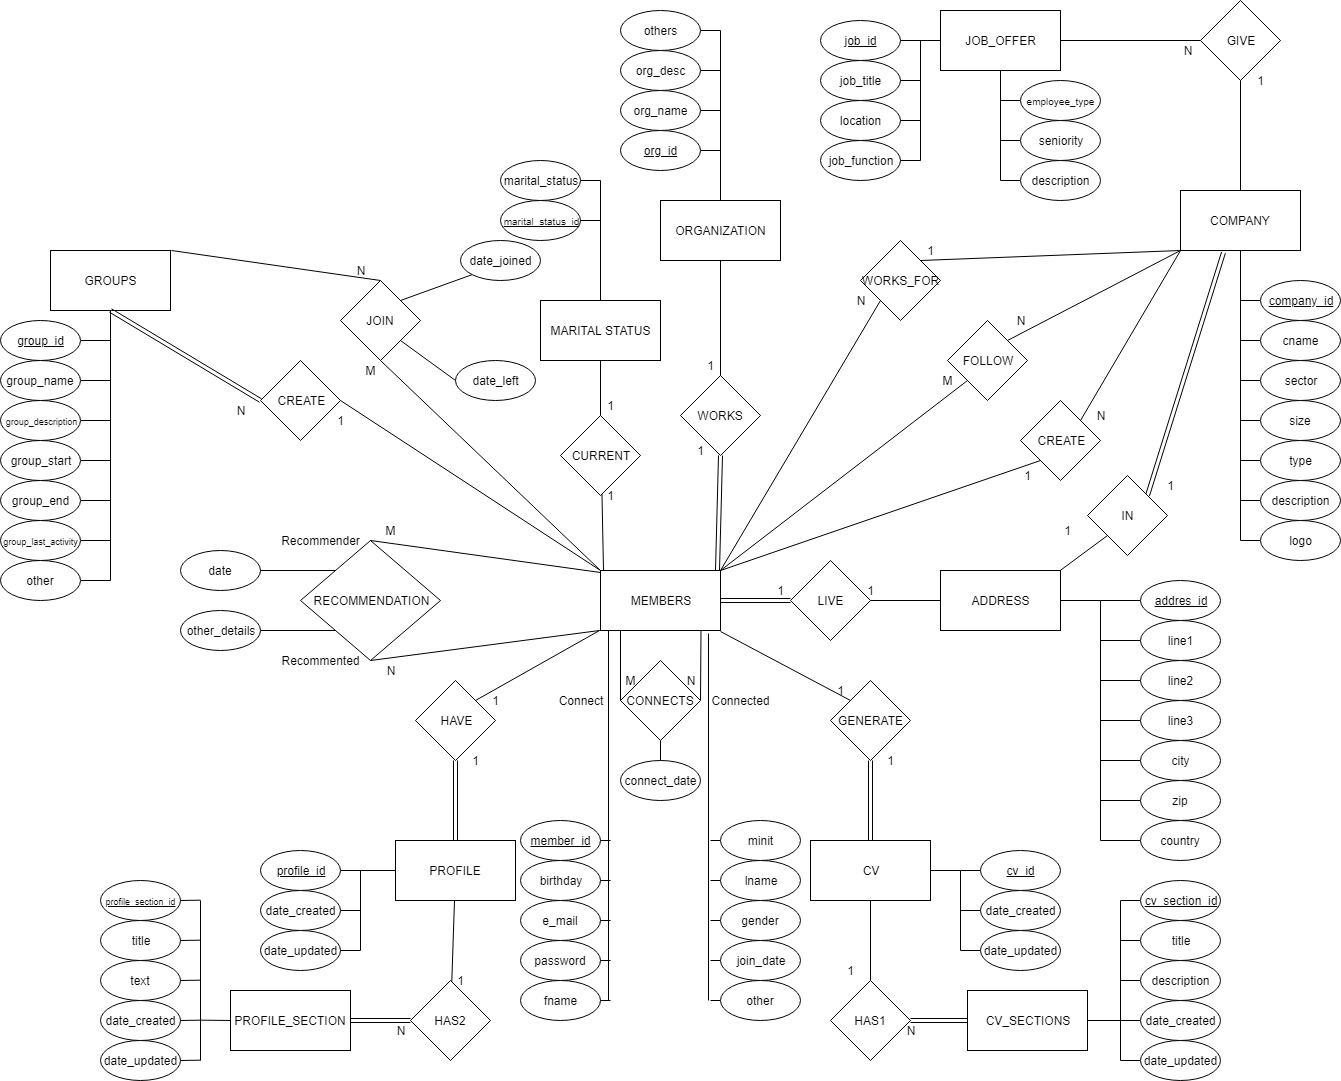 others
org_desc
org_name
org_id
job_id
job_title
location
job_function
JOB_OFFER
employee_type
seniority
description
N
GIVE
1
marital_status
marital_status_id
ORGANIZATION
COMPANY
GROUPS
N
JOIN
M
date_joined
date_left
MARITAL STATUS
1
WORKS_FOR
N
N
FOLLOW
M
company_id
cname
sector
size
type
description
logo
group_id
group_name
group_description
group_start
group_end
group_last_activity
other
N
CREATE
1
1
CURRENT
1
1
WORKS
1
N
CREATE
1
1
IN
1
Recommender
M
date
RECOMMENDATION
other_details
Recommented
N
MEMBERS
1
LIVE
1
ADDRESS
addres_id
line1
line2
line3
city
zip
country
1
HAVE
1
Connect
M
N
CONNECTS
Connected
connect_date
1
GENERATE
1
profile_id
date_created
date_updated
PROFILE
member_id
birthday
e_mail
password
fname
minit
lname
gender
join_date
other
CV
cv_id
date_created
date_updated
profile_section_id
title
text
date_created
date_updated
PROFILE_SECTION
N
1
HAS2
1
HAS1
N
CV_SECTIONS
cv_section_id
title
description
date_created
date_updated